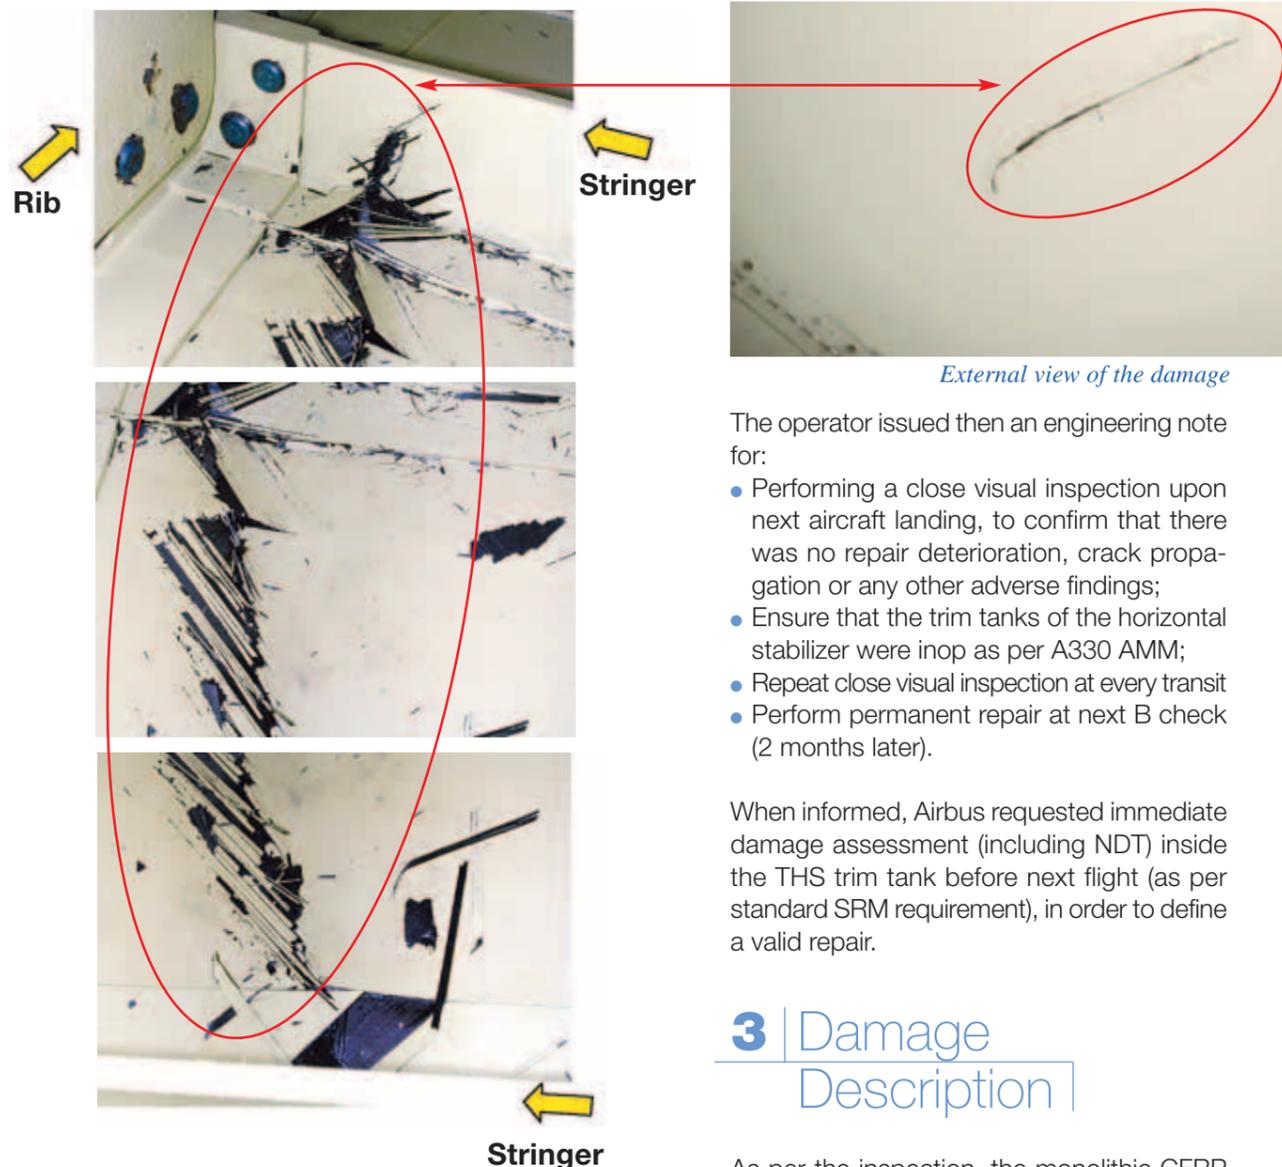 Rib
Stringer
Stringer
External view of the damage
The operator issued then an engineering note
for:
● Performing a close visual inspection upon
next aircraft landing, to confirm that there
was no repair deterioration, crack propa-
gation or any other adverse findings;
● Ensure that the trim tanks of the horizontal
stabilizer were inop as per A330 AMM;
● Repeat close visual inspection at every transit
● Perform permanent repair at next B check
(2 months later).
When informed, Airbus requested immediate
damage assessment (including NDT) inside
the THS trim tank before next flight (as per
standard SRM requirement), in order to define
a valid repair.
3 Damage
Description
As per the inspection, the monolithic CFRP